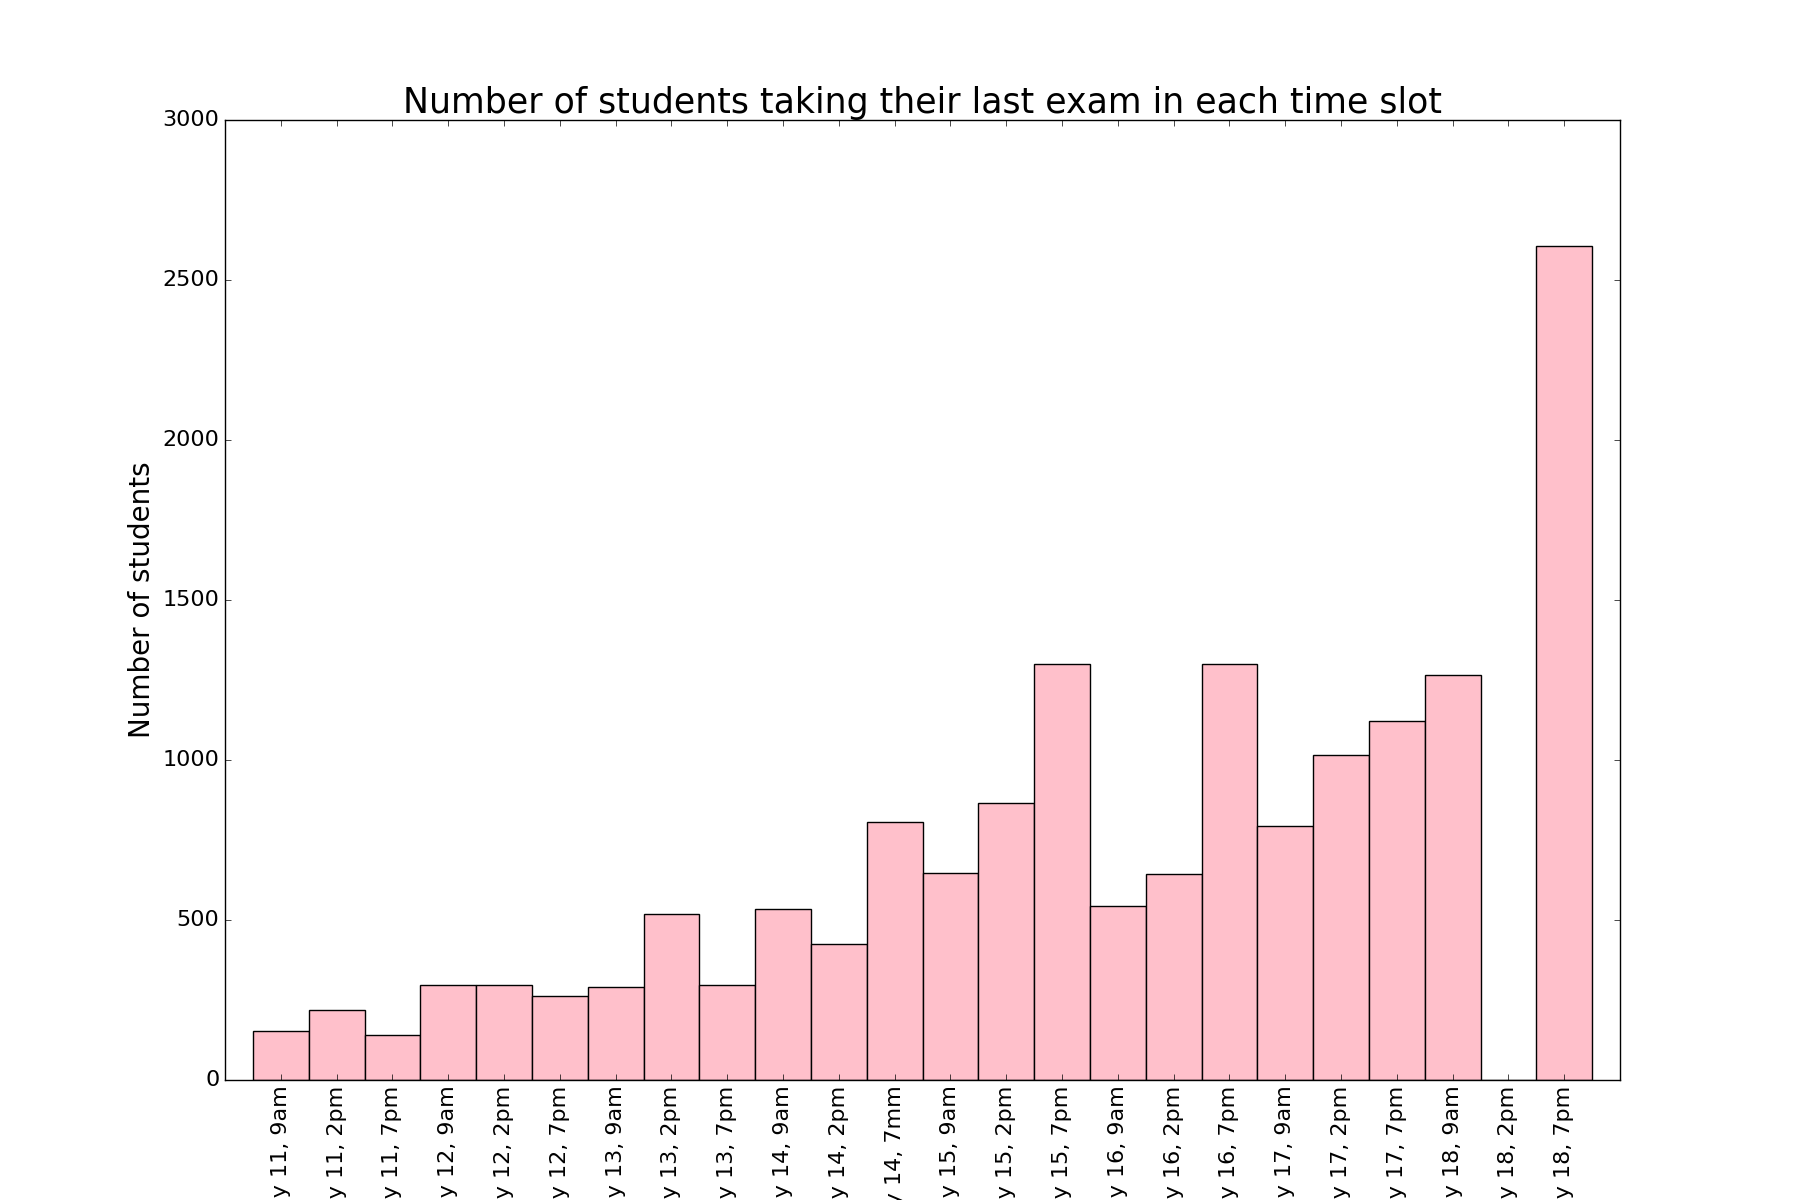 Number of students taking their last exam in each time slot
Number of students
3000
2500
2000
1500
1000
500
0
y 11, 9am
y 11, 2pm
y 11, 7pm
y 12, 9am
y 12, 2pm
y 12, 7pm
y 13, 9am
y 13, 2pm
y 13, 7pm
y 14, 9am
y 14, 2pm
y 14, 7mm
y 15, 9am
y 15, 2pm
y 15, 7pm
y 16, 9am
y 16, 2pm
y 16, 7pm
y 17, 9am
y 17, 2pm
y 17, 7pm
y 18, 9am
y 18, 2pm
y 18, 7pm